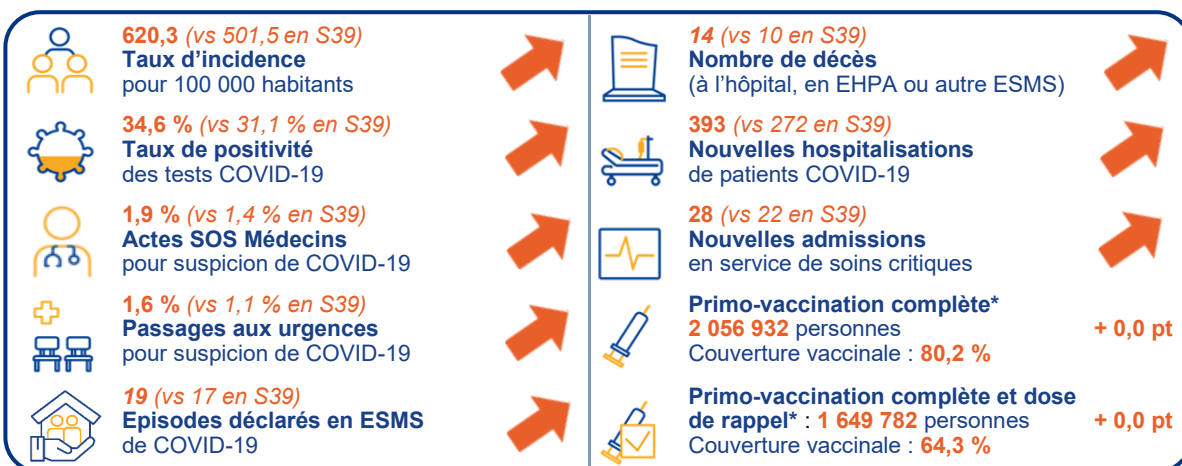 620,3 (vs 501,5 en S39)
Taux d’incidence
pour 100 000 habitants
34,6 % (vs 31,1 % en S39)
Taux de positivité
des tests COVID-19
1,9 % (vs 1,4 % en S39)
Actes SOS Médecins
pour suspicion de COVID-19
1,6 % (vs 1,1 % en S39)
Passages aux urgences
pour suspicion de COVID-19
19 (vs 17 en S39)
Episodes déclarés en ESMS
de COVID-19
14 (vs 10 en S39)
Nombre de décès
(à l’hôpital, en EHPA ou autre ESMS)
393 (vs 272 en S39)
Nouvelles hospitalisations
de patients COVID-19
28 (vs 22 en S39)
Nouvelles admissions
en service de soins critiques
Primo-vaccination complète*
2 056 932 personnes + 0,0 pt
Couverture vaccinale : 80,2 %
Primo-vaccination complète et dose
de rappel* : 1 649 782 personnes + 0,0 pt
Couverture vaccinale : 64,3 %